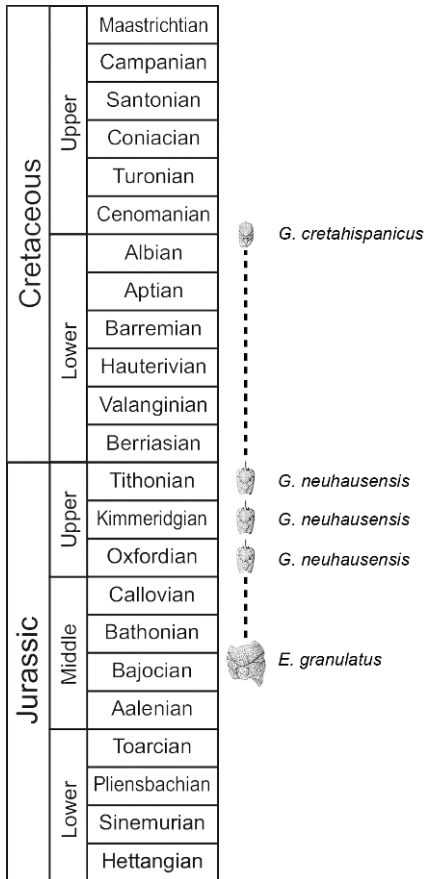 Cretaceous
Upper
Maastrichtian
Campanian
Santonian
Coniacian
Turonian
Cenomanian
G. cretahispanicus
Lower
Albian
Aptian
Barremian
Hauterivian
Valanginian
Berriasian
Jurassic
Upper
Tithonian
G. neuhausensis
Kimmeridgian
G. neuhausensis
Oxfordian
G. neuhausensis
Middle
Callovian
Bathonian
Bajocian
E. granulatus
Aalenian
Lower
Toarcian
Pliensbachian
Sinemurian
Hettangian